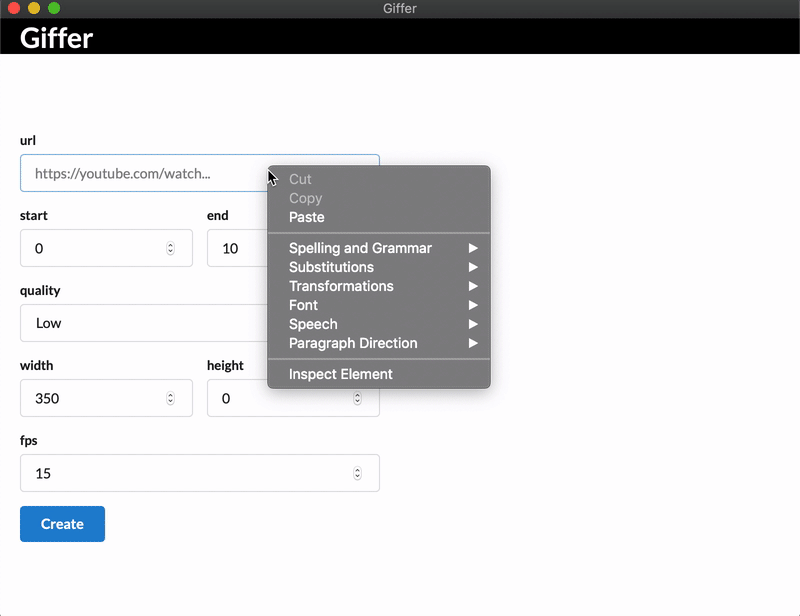 Giffer
Giffer
url
https://youtube.com/watch...
start
end
0
10
quality
Low
width
height
350
0
fps
15
Create
Cut
Copy
Paste
Spelling and Grammar
Substitutions
Transformations
Font
Speech
Paragraph Direction
Inspect Element